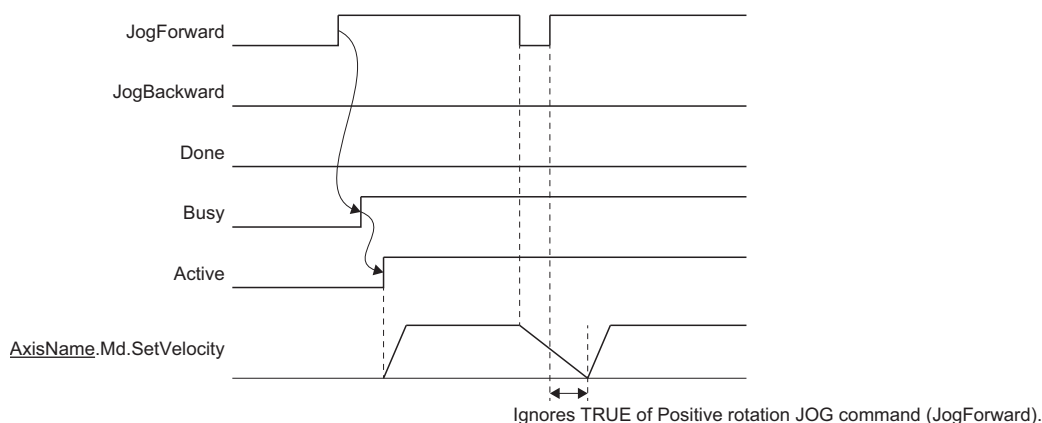 JogForward
JogBackward
Done
Busy
Active
AxisName.Md.SetVelocity
Ignores TRUE of Positive rotation JOG command (JogForward).